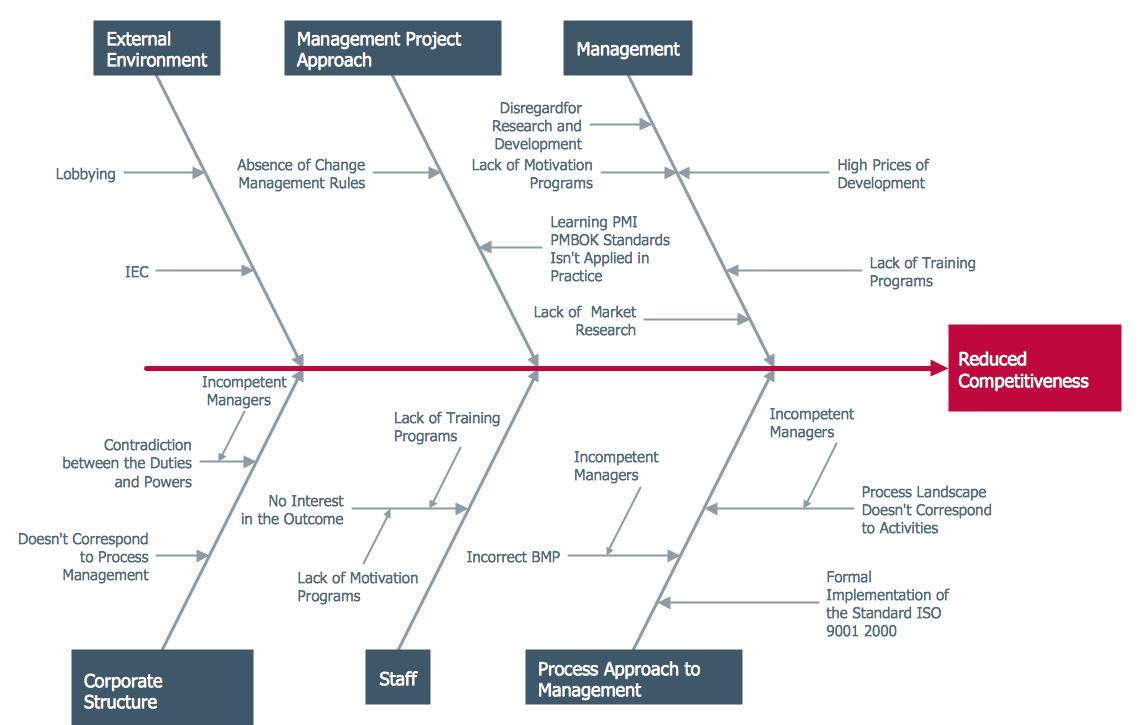 External
Environment
Management Project
Approach
Management
Disregardfor
Research and
Development
Lobbying
Absence of Change
Management Rules
Lack of Motivation
Programs
High Prices of
Development
Learning PMI
PMBOK Standards
Isn't Applied in
Practice
IEC
Lack of Training
Programs
Lack of  Market
Research
Reduced
Competitiveness
Incompetent
Managers
Contradiction
between the Duties
and Powers
Doesn't Correspond
to Process
Management
Lack of Training
Programs
No Interest
in the Outcome
Lack of Motivation
Programs
Incompetent
Managers
Incorrect BMP
Incompetent
Managers
Process Landscape
Doesn't Correspond
to Activities
Formal
Implementation of
the Standard ISO
9001 2000
Corporate
Structure
Staff
Process Approach to
Management